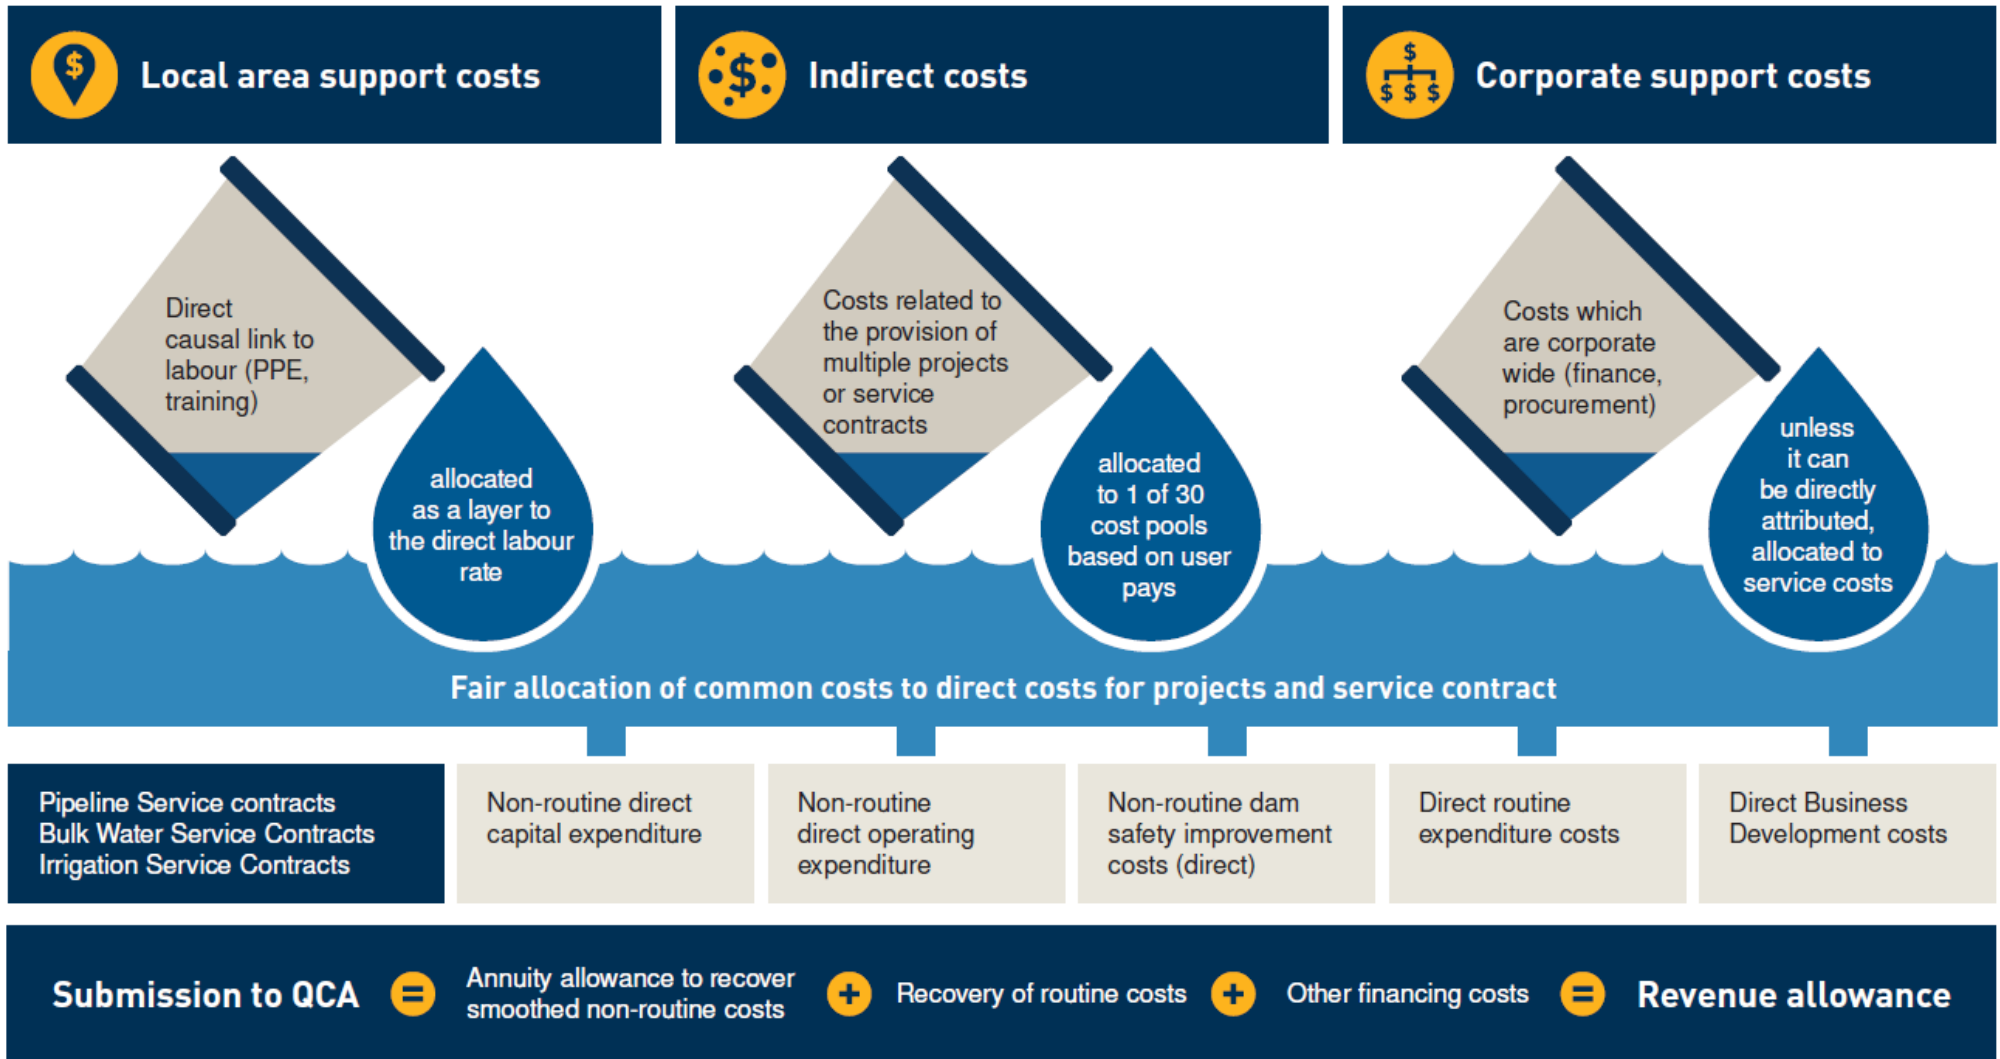 Local area support costs
Indirect costs
Corporate support costs
Direct
causal link to
labour (PPE,
training)
allocated
as a layer to
the direct labour
rate
Costs related to
the provision of
multiple projects
or service
contracts
allocated
to 1 of 30
cost pools
based on user
pays
Costs which
are corporate
wide (finance,
procurement)
unless
it can
be directly
attributed,
allocated to
service costs
Fair allocation of common costs to direct costs for projects and service contract
Pipeline Service contracts
Bulk Water Service Contracts
Irrigation Service Contracts
Non-routine direct
capital expenditure
Non-routine
direct operating
expenditure
Non-routine dam
safety improvement
costs (direct)
Direct routine
expenditure costs
Direct Business
Development costs
Submission to QCA
=
Annuity allowance to recover
smoothed non-routine costs
+
Recovery of routine costs
+
Other financing costs
=
Revenue allowance